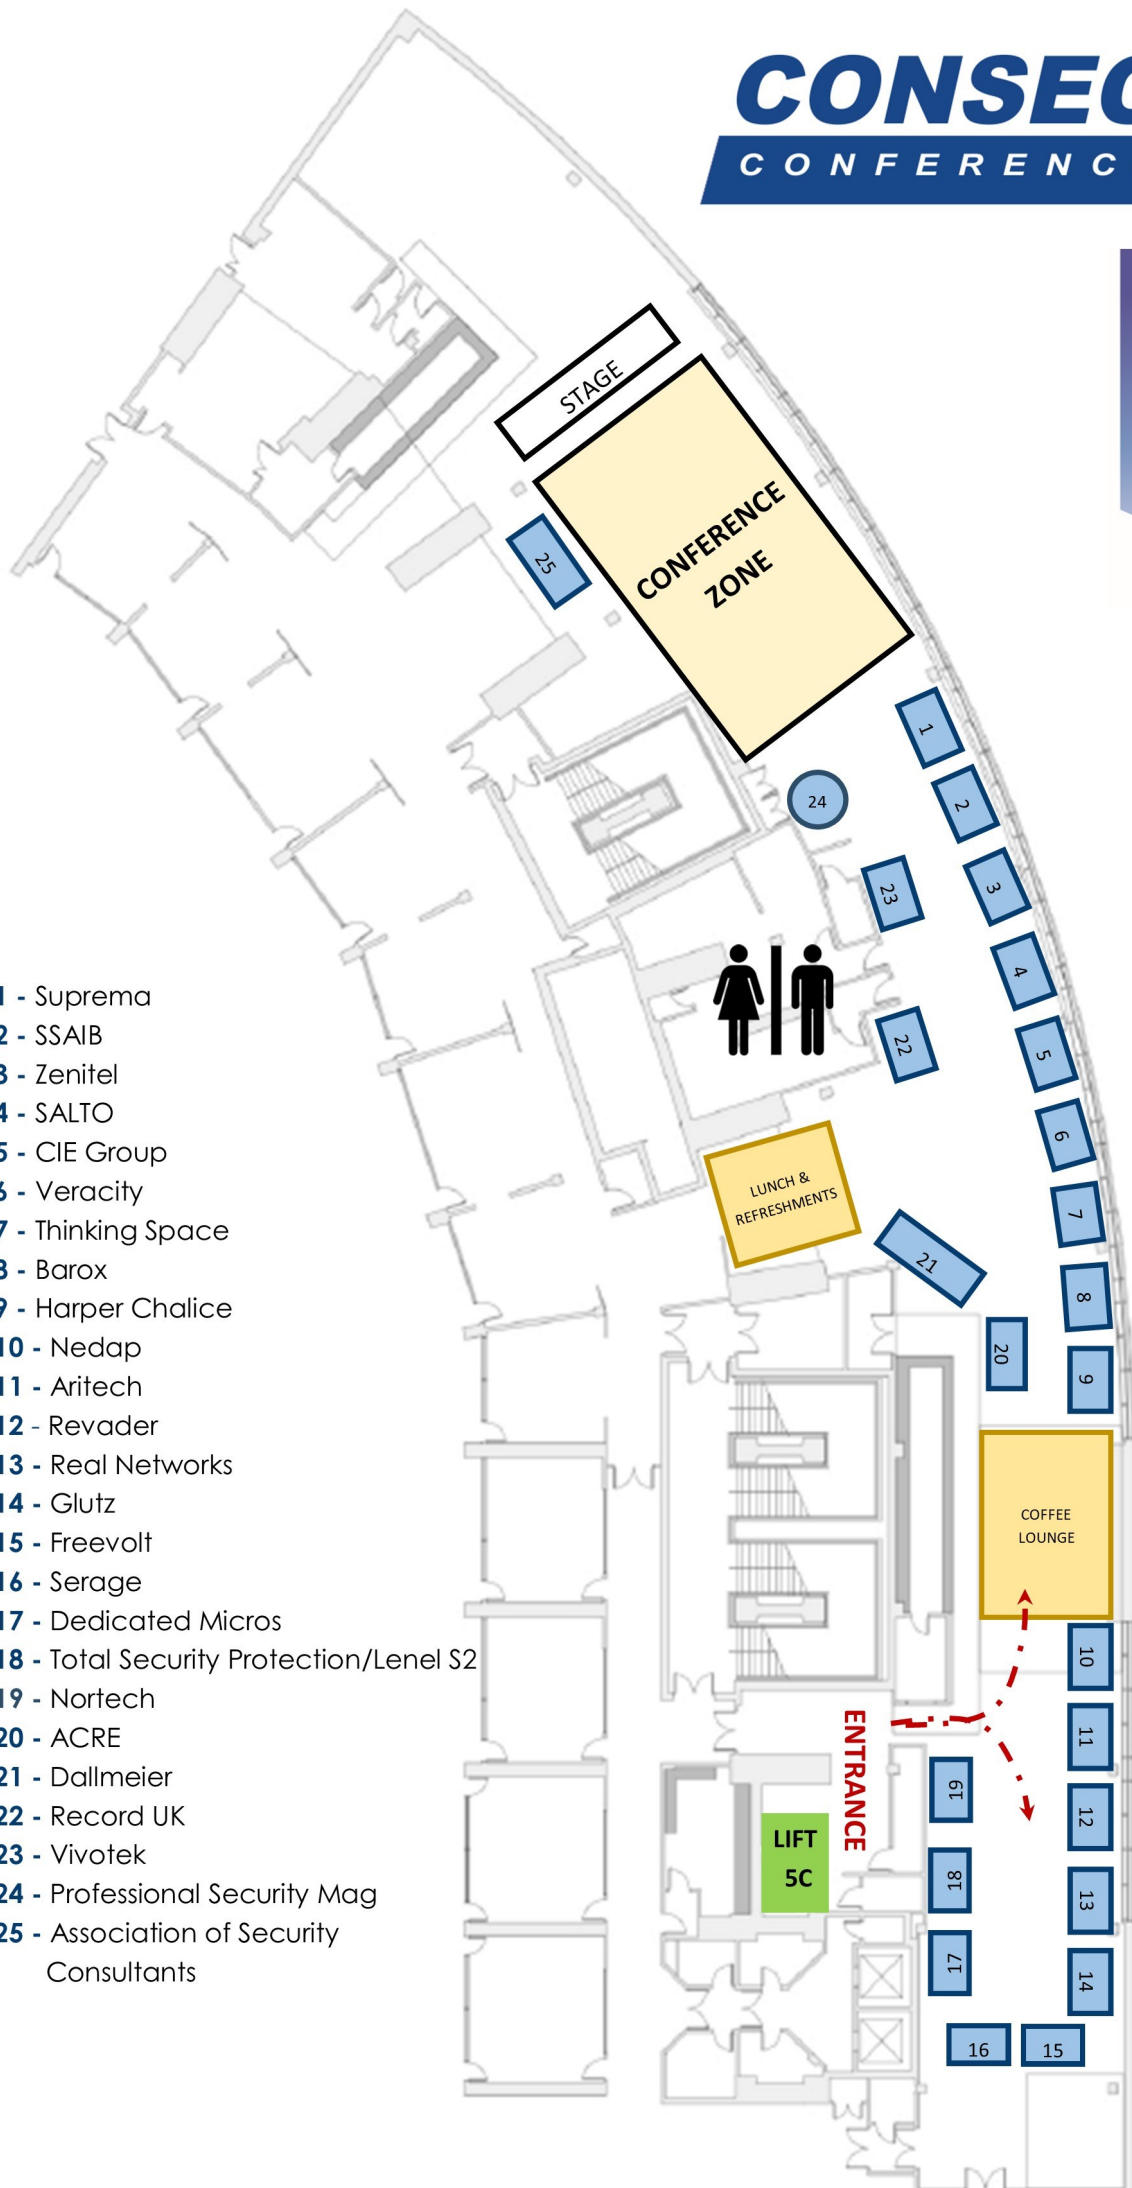 CONSEC
CONFERENC
STAGE
CONFERENCE
ZONE
25
1
2
24
3
23
4
22
5
6
7
LUNCH &
REFRESHMENTS
21
8
20
9
COFFEE
LOUNGE
10
11
ENTRANCE
19
12
LIFT
5C
18
13
17
14
16
15
1 - Suprema
2 - SSAIB
3 - Zenitel
4 - SALTO
5 - CIE Group
6 - Veracity
7 - Thinking Space
8 - Barox
9 - Harper Chalice
10 - Nedap
11 - Aritech
12 - Revader
13 - Real Networks
14 - Glutz
15 - Freevolt
16 - Serage
17 - Dedicated Micros
18 - Total Security Protection/Lenel S2
19 - Nortech
20 - ACRE
21 - Dallmeier
22 - Record UK
23 - Vivotek
24 - Professional Security Mag
25 - Association of Security
Consultants